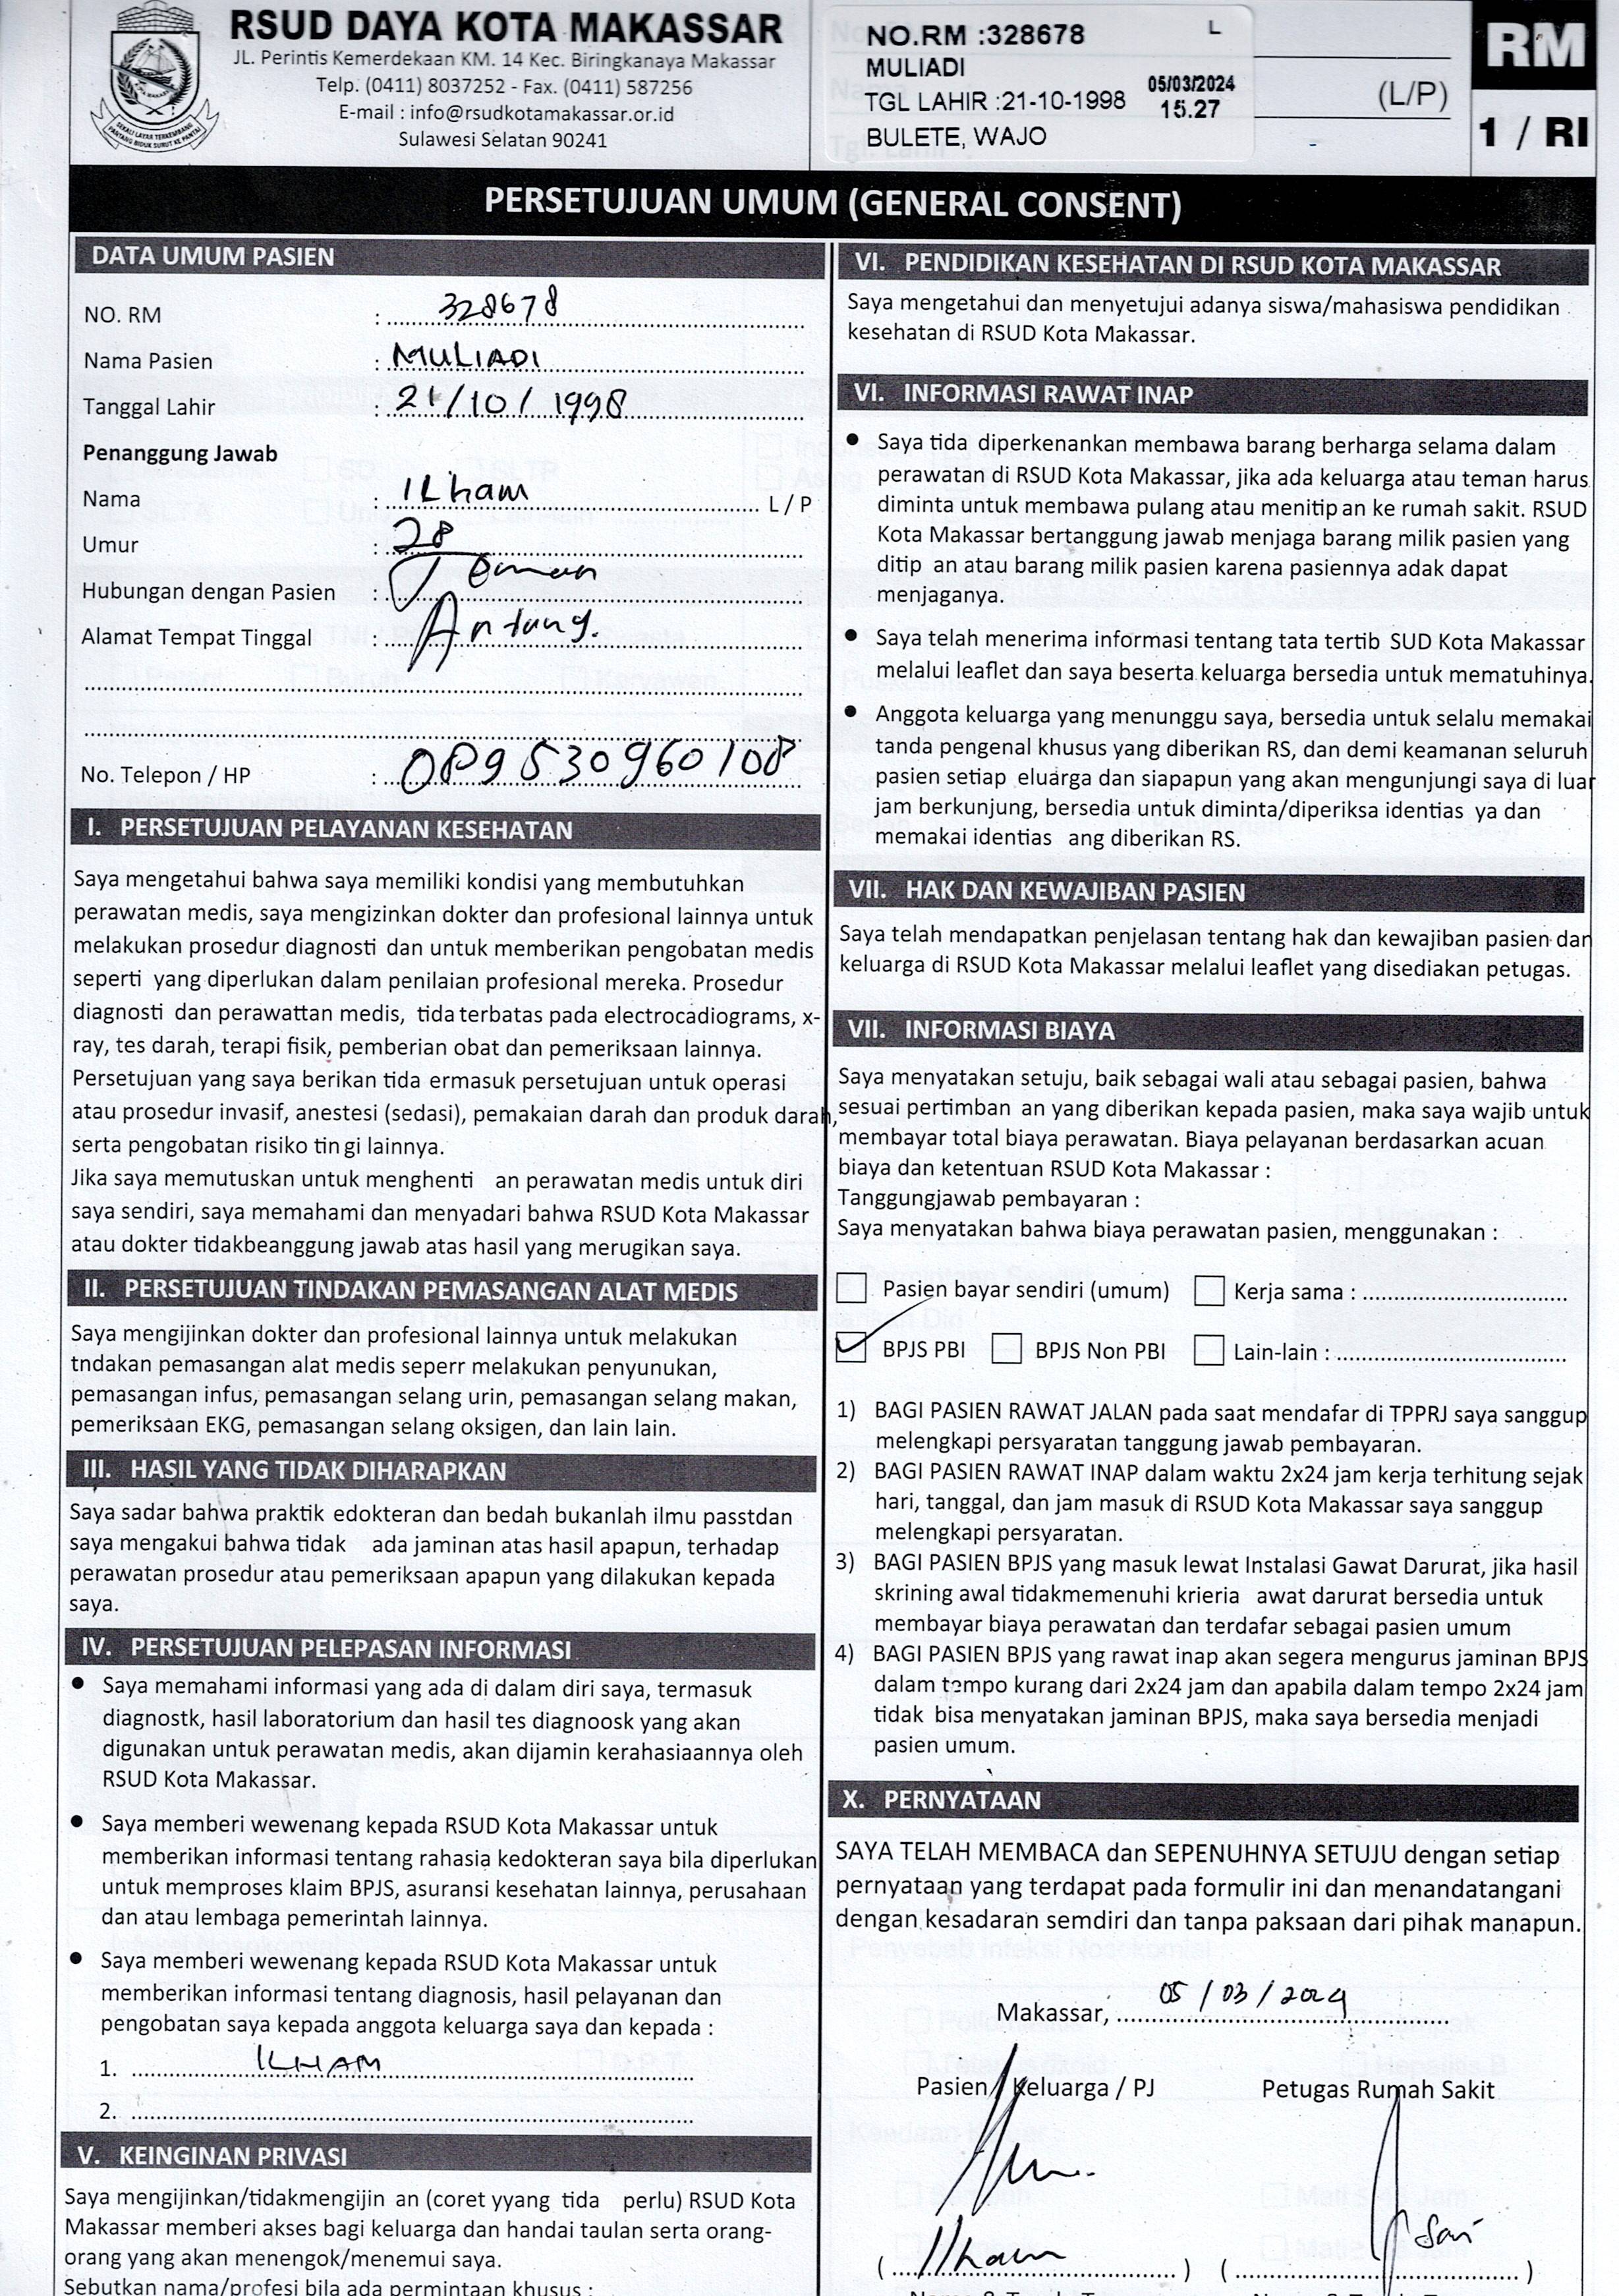 RSUD DAYA KOTA MAKASSAR
JL. Perintis Kemerdekaan KM. 14 Kec. Biringkanaya Makassar
Telp. (0411) 8037252 - Fax. (0411) 587256
E-mail : info@rsudkotamakassar.or.id
Sulawesi Selatan 90241
NO.RM :328678 L
MULIADI
TGL LAHIR :21-10-1998
05/03/2024
15.27
BULETE, WAJO
(L/P)
RM
1 / RI
PERSETUJUAN UMUM (GENERAL CONSENT)
DATA UMUM PASIEN
NO. RM : 328678
Nama Pasien : MULIADI
Tanggal Lahir : 21/10/1998
Penanggung Jawab
Nama : ILham L / P
Umur : 28
Hubungan dengan Pasien : Teman
Alamat Tempat Tinggal : Antang.
No. Telepon / HP : 089530960108
I. PERSETUJUAN PELAYANAN KESEHATAN
Saya mengetahui bahwa saya memiliki kondisi yang membutuhkan
perawatan medis, saya mengizinkan dokter dan profesional lainnya untuk
melakukan prosedur diagnosti dan untuk memberikan pengobatan medis
seperti yang diperlukan dalam penilaian profesional mereka. Prosedur
diagnosti dan perawattan medis, tida terbatas pada electrocadiograms, x-
ray, tes darah, terapi fisik, pemberian obat dan pemeriksaan lainnya.
Persetujuan yang saya berikan tida ermasuk persetujuan untuk operasi
atau prosedur invasif, anestesi (sedasi), pemakaian darah dan produk darah,
serta pengobatan risiko tin gi lainnya.
Jika saya memutuskan untuk menghenti an perawatan medis untuk diri
saya sendiri, saya memahami dan menyadari bahwa RSUD Kota Makassar
atau dokter tidakbeanggung jawab atas hasil yang merugikan saya.
II. PERSETUJUAN TINDAKAN PEMASANGAN ALAT MEDIS
Saya mengijinkan dokter dan profesional lainnya untuk melakukan
tndakan pemasangan alat medis seperr melakukan penyunukan,
pemasangan infus, pemasangan selang urin, pemasangan selang makan,
pemeriksaan EKG, pemasangan selang oksigen, dan lain lain.
III. HASIL YANG TIDAK DIHARAPKAN
Saya sadar bahwa praktik edokteran dan bedah bukanlah ilmu passtdan
saya mengakui bahwa tidak ada jaminan atas hasil apapun, terhadap
perawatan prosedur atau pemeriksaan apapun yang dilakukan kepada
saya.
IV. PERSETUJUAN PELEPASAN INFORMASI
● Saya memahami informasi yang ada di dalam diri saya, termasuk
diagnostk, hasil laboratorium dan hasil tes diagnoosk yang akan
digunakan untuk perawatan medis, akan dijamin kerahasiaannya oleh
RSUD Kota Makassar.
● Saya memberi wewenang kepada RSUD Kota Makassar untuk
memberikan informasi tentang rahasia kedokteran saya bila diperlukan
untuk memproses klaim BPJS, asuransi kesehatan lainnya, perusahaan
dan atau lembaga pemerintah lainnya.
● Saya memberi wewenang kepada RSUD Kota Makassar untuk
memberikan informasi tentang diagnosis, hasil pelayanan dan
pengobatan saya kepada anggota keluarga saya dan kepada :
1. ILHAM
2.
V. KEINGINAN PRIVASI
Saya mengijinkan/tidakmengijin an (coret yyang tida perlu) RSUD Kota
Makassar memberi akses bagi keluarga dan handai taulan serta orang-
orang yang akan menengok/menemui saya.
Sebutkan nama/profesi bila ada permintaan khusus :
VI. PENDIDIKAN KESEHATAN DI RSUD KOTA MAKASSAR
Saya mengetahui dan menyetujui adanya siswa/mahasiswa pendidikan
kesehatan di RSUD Kota Makassar.
VI. INFORMASI RAWAT INAP
● Saya tida diperkenankan membawa barang berharga selama dalam
perawatan di RSUD Kota Makassar, jika ada keluarga atau teman harus
diminta untuk membawa pulang atau menitip an ke rumah sakit. RSUD
Kota Makassar bertanggung jawab menjaga barang milik pasien yang
ditip an atau barang milik pasien karena pasiennya adak dapat
menjaganya.
● Saya telah menerima informasi tentang tata tertib SUD Kota Makassar
melalui leaflet dan saya beserta keluarga bersedia untuk mematuhinya.
● Anggota keluarga yang menunggu saya, bersedia untuk selalu memakai
tanda pengenal khusus yang diberikan RS, dan demi keamanan seluruh
pasien setiap eluarga dan siapapun yang akan mengunjungi saya di luar
jam berkunjung, bersedia untuk diminta/diperiksa identias ya dan
memakai identias ang diberikan RS.
VII. HAK DAN KEWAJIBAN PASIEN
Saya telah mendapatkan penjelasan tentang hak dan kewajiban pasien dan
keluarga di RSUD Kota Makassar melalui leaflet yang disediakan petugas.
VII. INFORMASI BIAYA
Saya menyatakan setuju, baik sebagai wali atau sebagai pasien, bahwa
sesuai pertimban an yang diberikan kepada pasien, maka saya wajib untuk
membayar total biaya perawatan. Biaya pelayanan berdasarkan acuan
biaya dan ketentuan RSUD Kota Makassar :
Tanggungjawab pembayaran :
Saya menyatakan bahwa biaya perawatan pasien, menggunakan :
Pasien bayar sendiri (umum) Kerja sama :
BPJS PBI BPJS Non PBI Lain-lain :
1) BAGI PASIEN RAWAT JALAN pada saat mendafar di TPPRJ saya sanggup
melengkapi persyaratan tanggung jawab pembayaran.
2) BAGI PASIEN RAWAT INAP dalam waktu 2x24 jam kerja terhitung sejak
hari, tanggal, dan jam masuk di RSUD Kota Makassar saya sanggup
melengkapi persyaratan.
3) BAGI PASIEN BPJS yang masuk lewat Instalasi Gawat Darurat, jika hasil
skrining awal tidakmemenuhi krieria awat darurat bersedia untuk
membayar biaya perawatan dan terdafar sebagai pasien umum
4) BAGI PASIEN BPJS yang rawat inap akan segera mengurus jaminan BPJS
dalam tempo kurang dari 2x24 jam dan apabila dalam tempo 2x24 jam
tidak bisa menyatakan jaminan BPJS, maka saya bersedia menjadi
pasien umum.
X. PERNYATAAN
SAYA TELAH MEMBACA dan SEPENUHNYA SETUJU dengan setiap
pernyataan yang terdapat pada formulir ini dan menandatangani
dengan kesadaran semdiri dan tanpa paksaan dari pihak manapun.
Makassar, 05/03/2024
Pasien / Keluarga / PJ Petugas Rumah Sakit
(Ilham) (Sari)